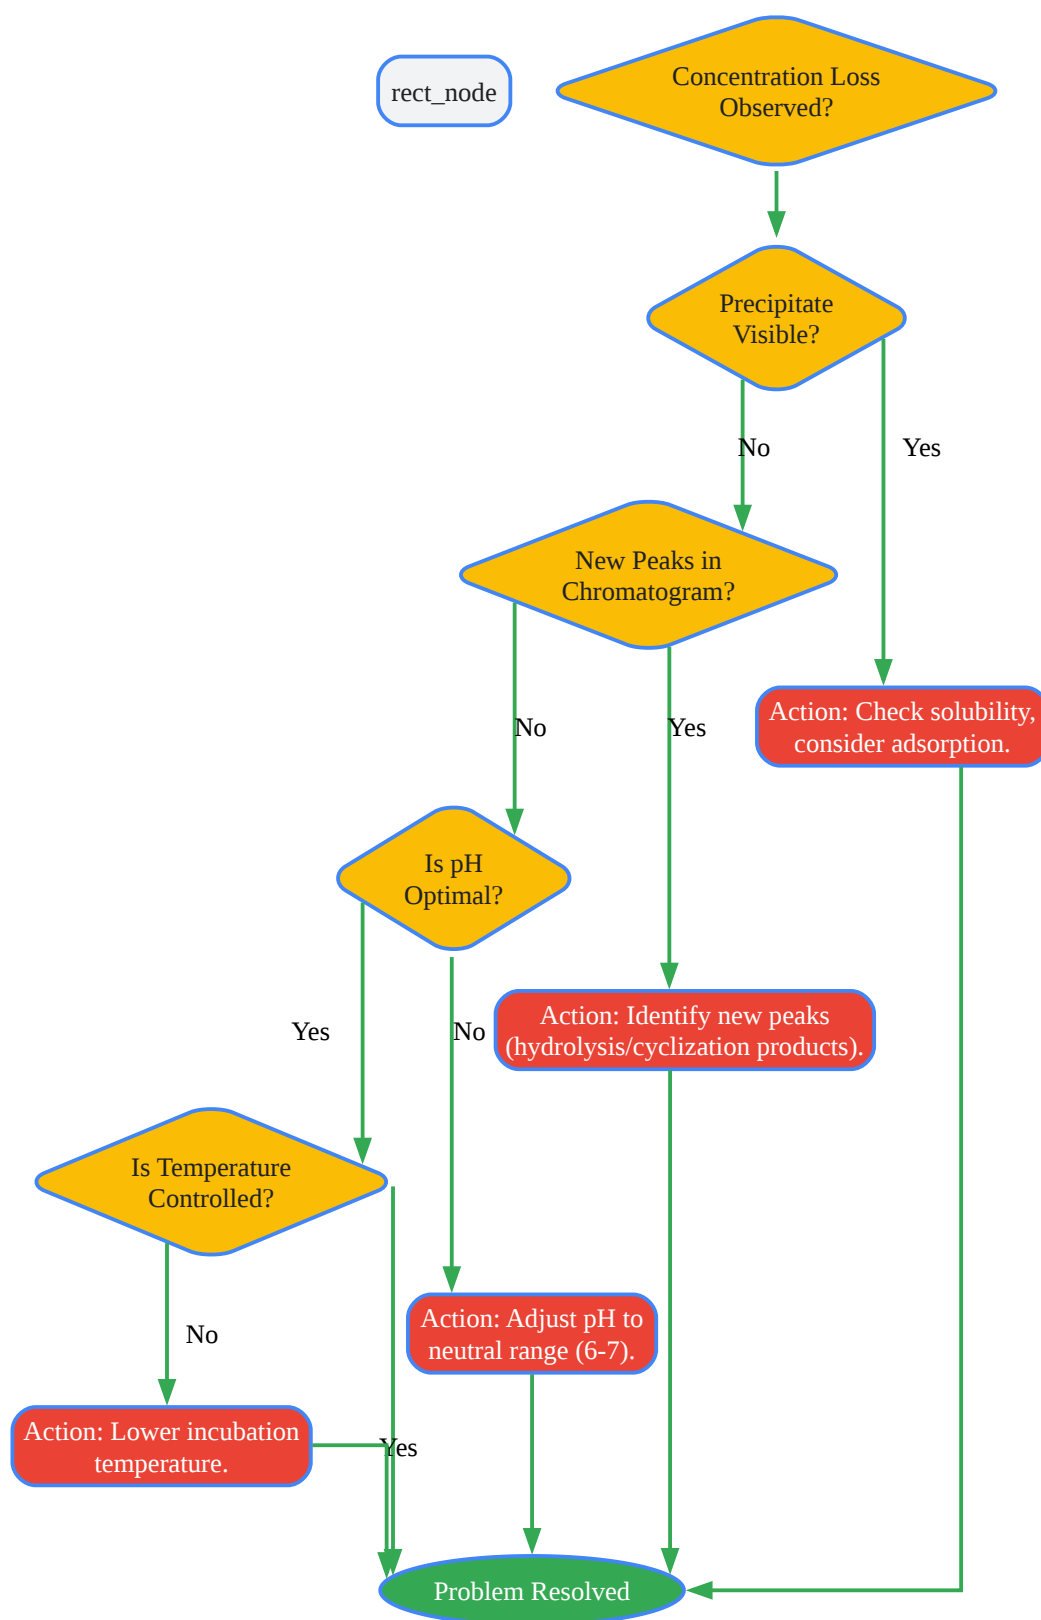 rect_node
Concentration Loss
Observed?
Precipitate
Visible?
No
Yes
New Peaks in
Chromatogram?
No
Yes
Action: Check solubility,
consider adsorption.
Is pH
Optimal?
Yes
No
Action: Identify new peaks
(hydrolysis/cyclization products).
Is Temperature
Controlled?
No
Action: Adjust pH to
neutral range (6-7).
Action: Lower incubation
temperature.
Yes
Problem Resolved